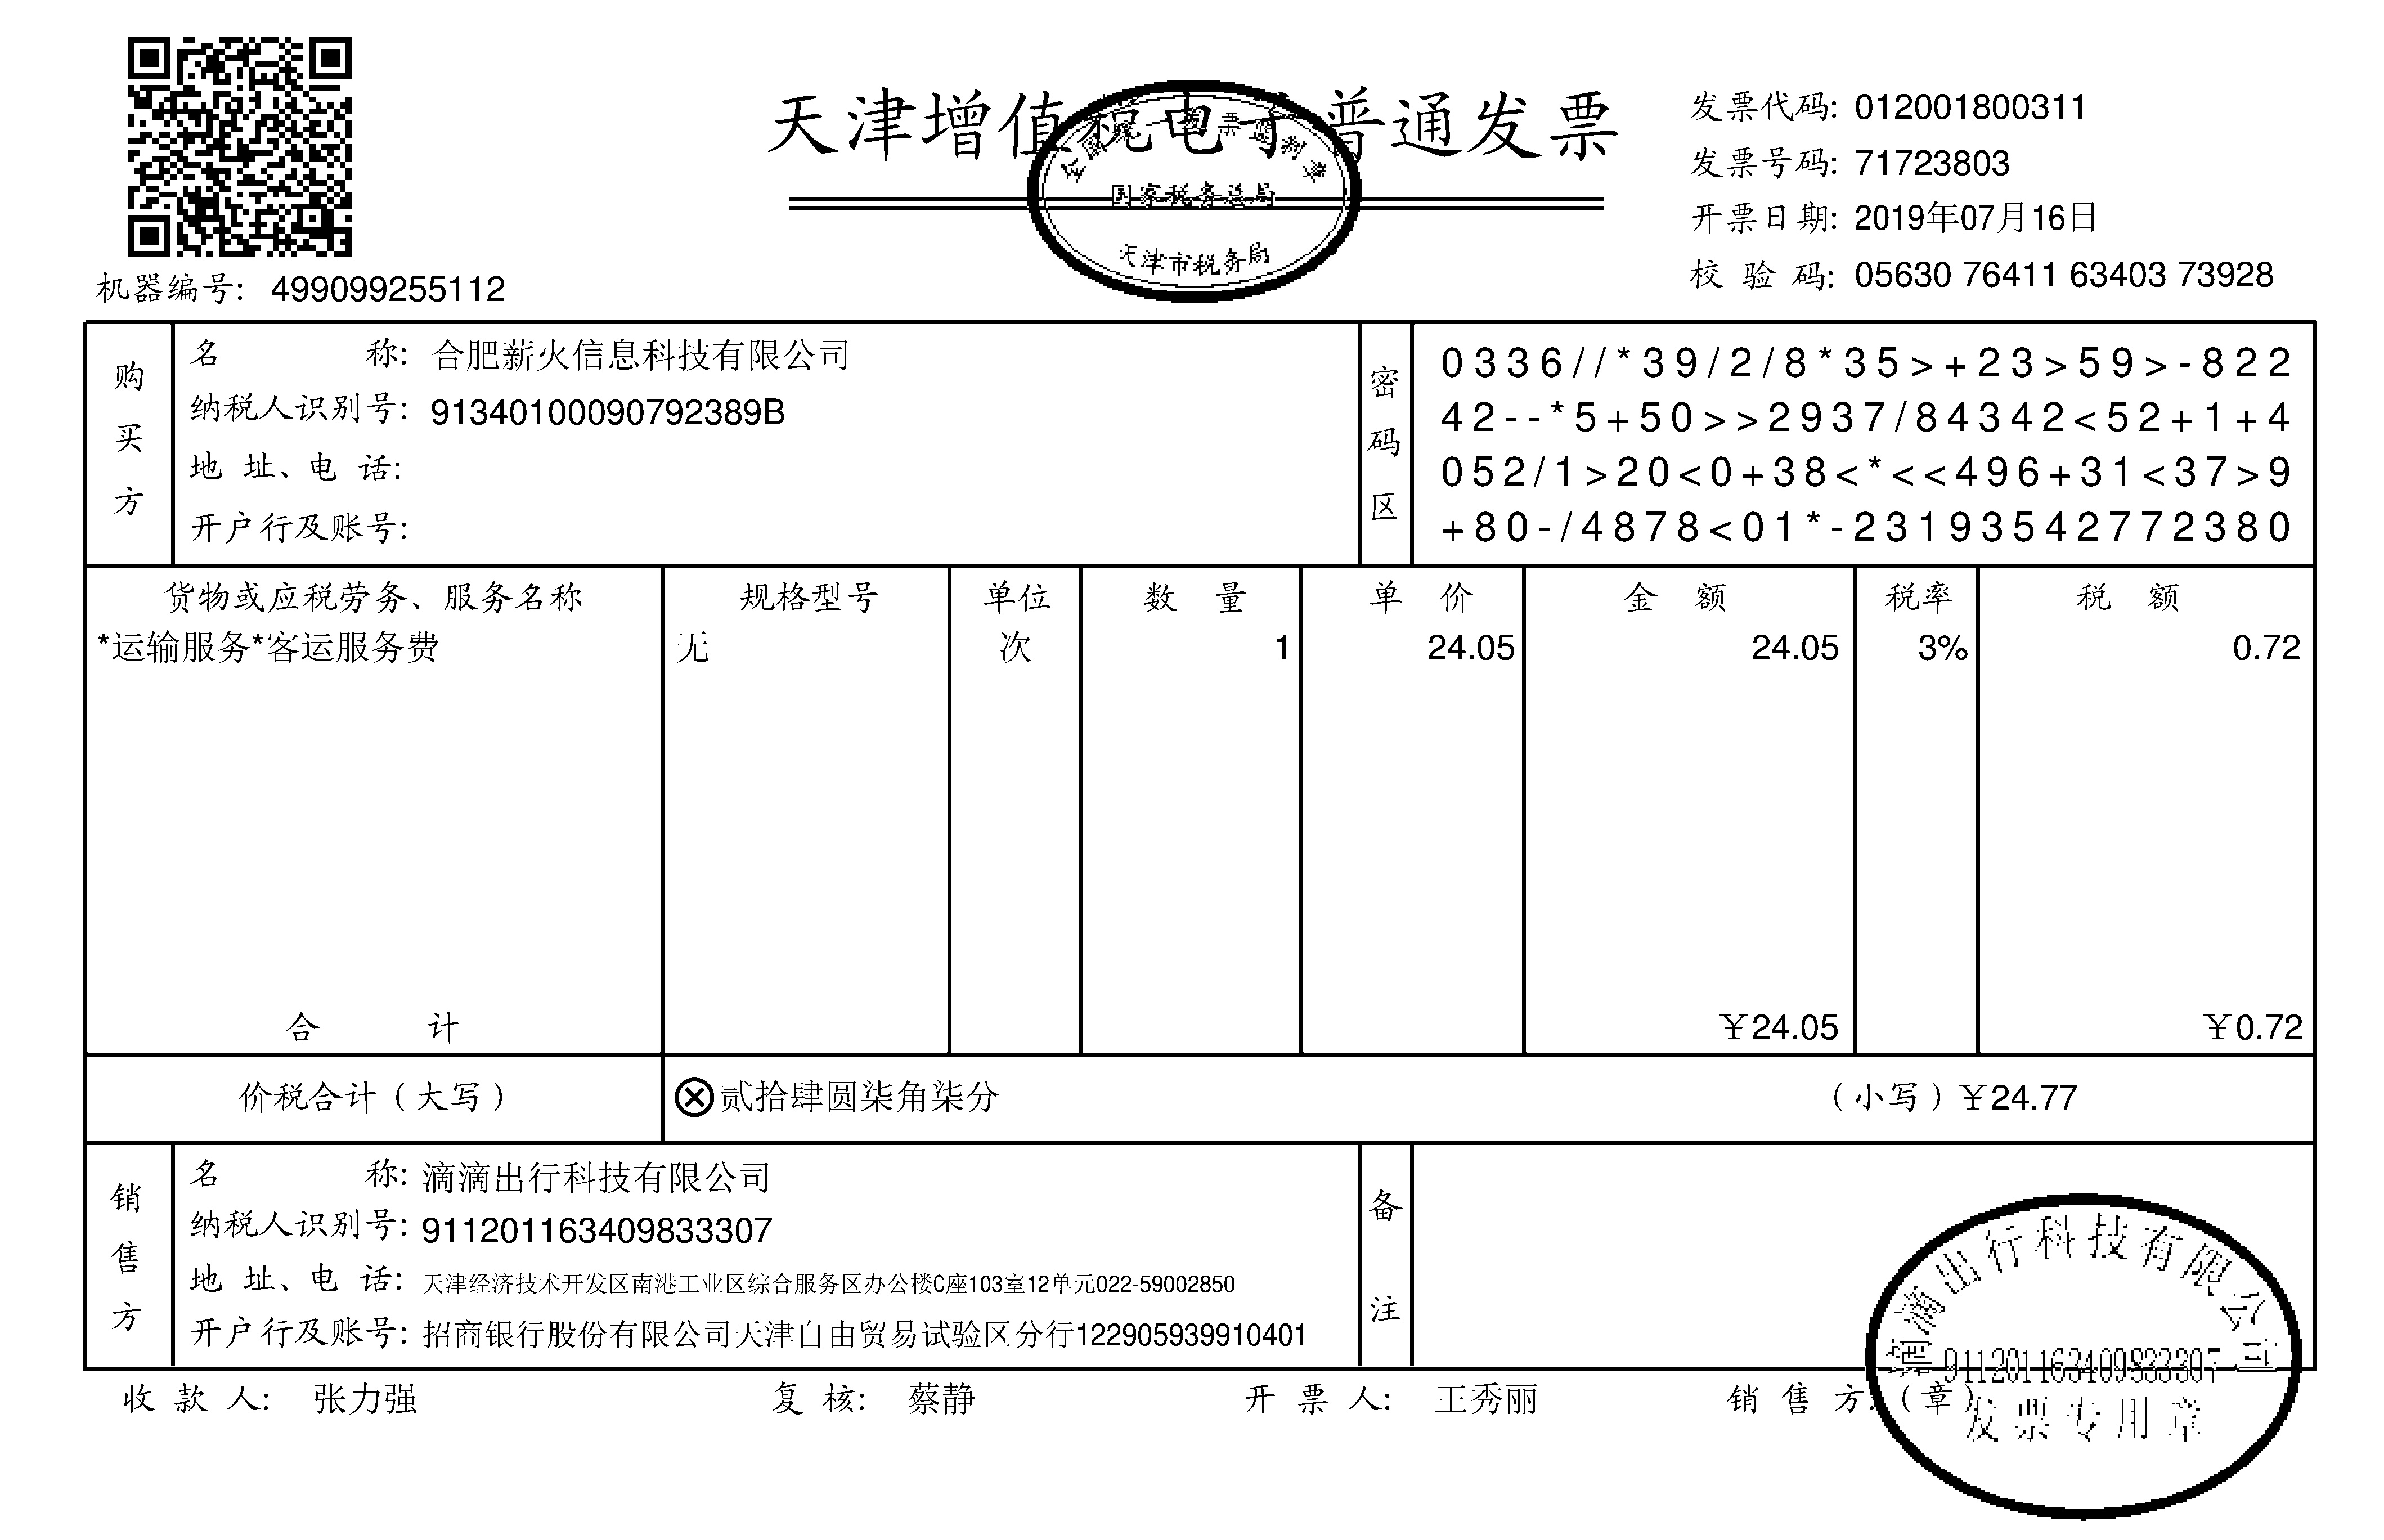 天津增值税电子普通发票
全国统一发票监制章
国家税务总局
天津市税务局
发票代码: 012001800311
发票号码: 71723803
开票日期: 2019年07月16日
校 验 码: 05630 76411 63403 73928
机器编号: 499099255112
购买方
名 称: 合肥薪火信息科技有限公司
纳税人识别号: 91340100090792389B
地 址、电 话:
开户行及账号:
密码区
0336//*39/2/8*35>+23>59>-822
42--*5+50>>2937/84342<52+1+4
052/1>20<0+38<*<<496+31<37>9
+80-/4878<01*-23193542772380
货物或应税劳务、服务名称 规格型号 单位 数 量 单 价 金 额 税率 税 额
*运输服务*客运服务费 无 次 1 24.05 24.05 3% 0.72
合 计 ￥24.05 ￥0.72
价税合计（大写） ⊗贰拾肆圆柒角柒分 （小写）￥24.77
销售方
名 称: 滴滴出行科技有限公司
纳税人识别号: 911201163409833307
地 址、电 话: 天津经济技术开发区南港工业区综合服务区办公楼C座103室12单元022-59002850
开户行及账号: 招商银行股份有限公司天津自由贸易试验区分行122905939910401
备注
收 款 人: 张力强 复 核: 蔡静 开 票 人: 王秀丽 销 售 方:（章）
滴滴出行科技有限公司
911201163409833307
发票专用章